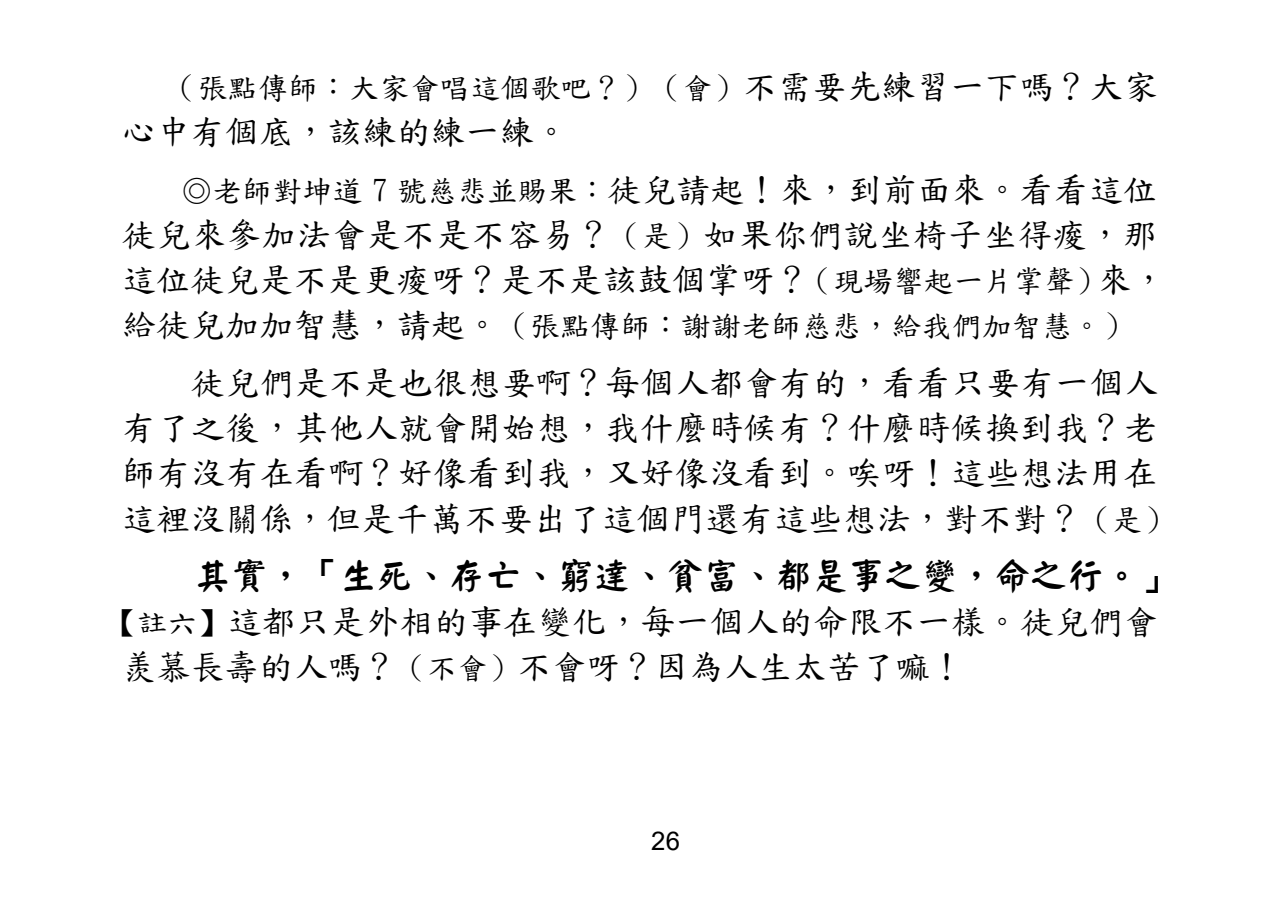 （張點傳師：大家會唱這個歌吧？）（會）不需要先練習一下嗎？大家
心中有個底，該練的練一練。
◎老師對坤道 7 號慈悲並賜果：徒兒請起！來，到前面來。看看這位
徒兒來參加法會是不是不容易？（是）如果你們說坐椅子坐得痠，那
這位徒兒是不是更痠呀？是不是該鼓個掌呀？（現場響起一片掌聲）來，
給徒兒加加智慧，請起。（張點傳師：謝謝老師慈悲，給我們加智慧。）
徒兒們是不是也很想要啊？每個人都會有的，看看只要有一個人
有了之後，其他人就會開始想，我什麼時候有？什麼時候換到我？老
師有沒有在看啊？好像看到我，又好像沒看到。唉呀！這些想法用在
這裡沒關係，但是千萬不要出了這個門還有這些想法，對不對？（是）
其實，「生死、存亡、窮達、貧富、都是事之變，命之行。」
【註六】這都只是外相的事在變化，每一個人的命限不一樣。徒兒們會
羨慕長壽的人嗎？（不會）不會呀？因為人生太苦了嘛！
26